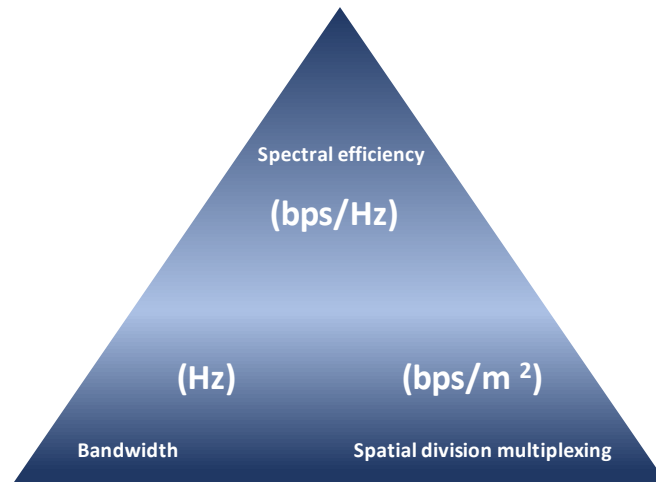 Spectral efficiency
(bps/Hz)
(Hz) (bps/m ²)
Bandwidth Spatial division multiplexing